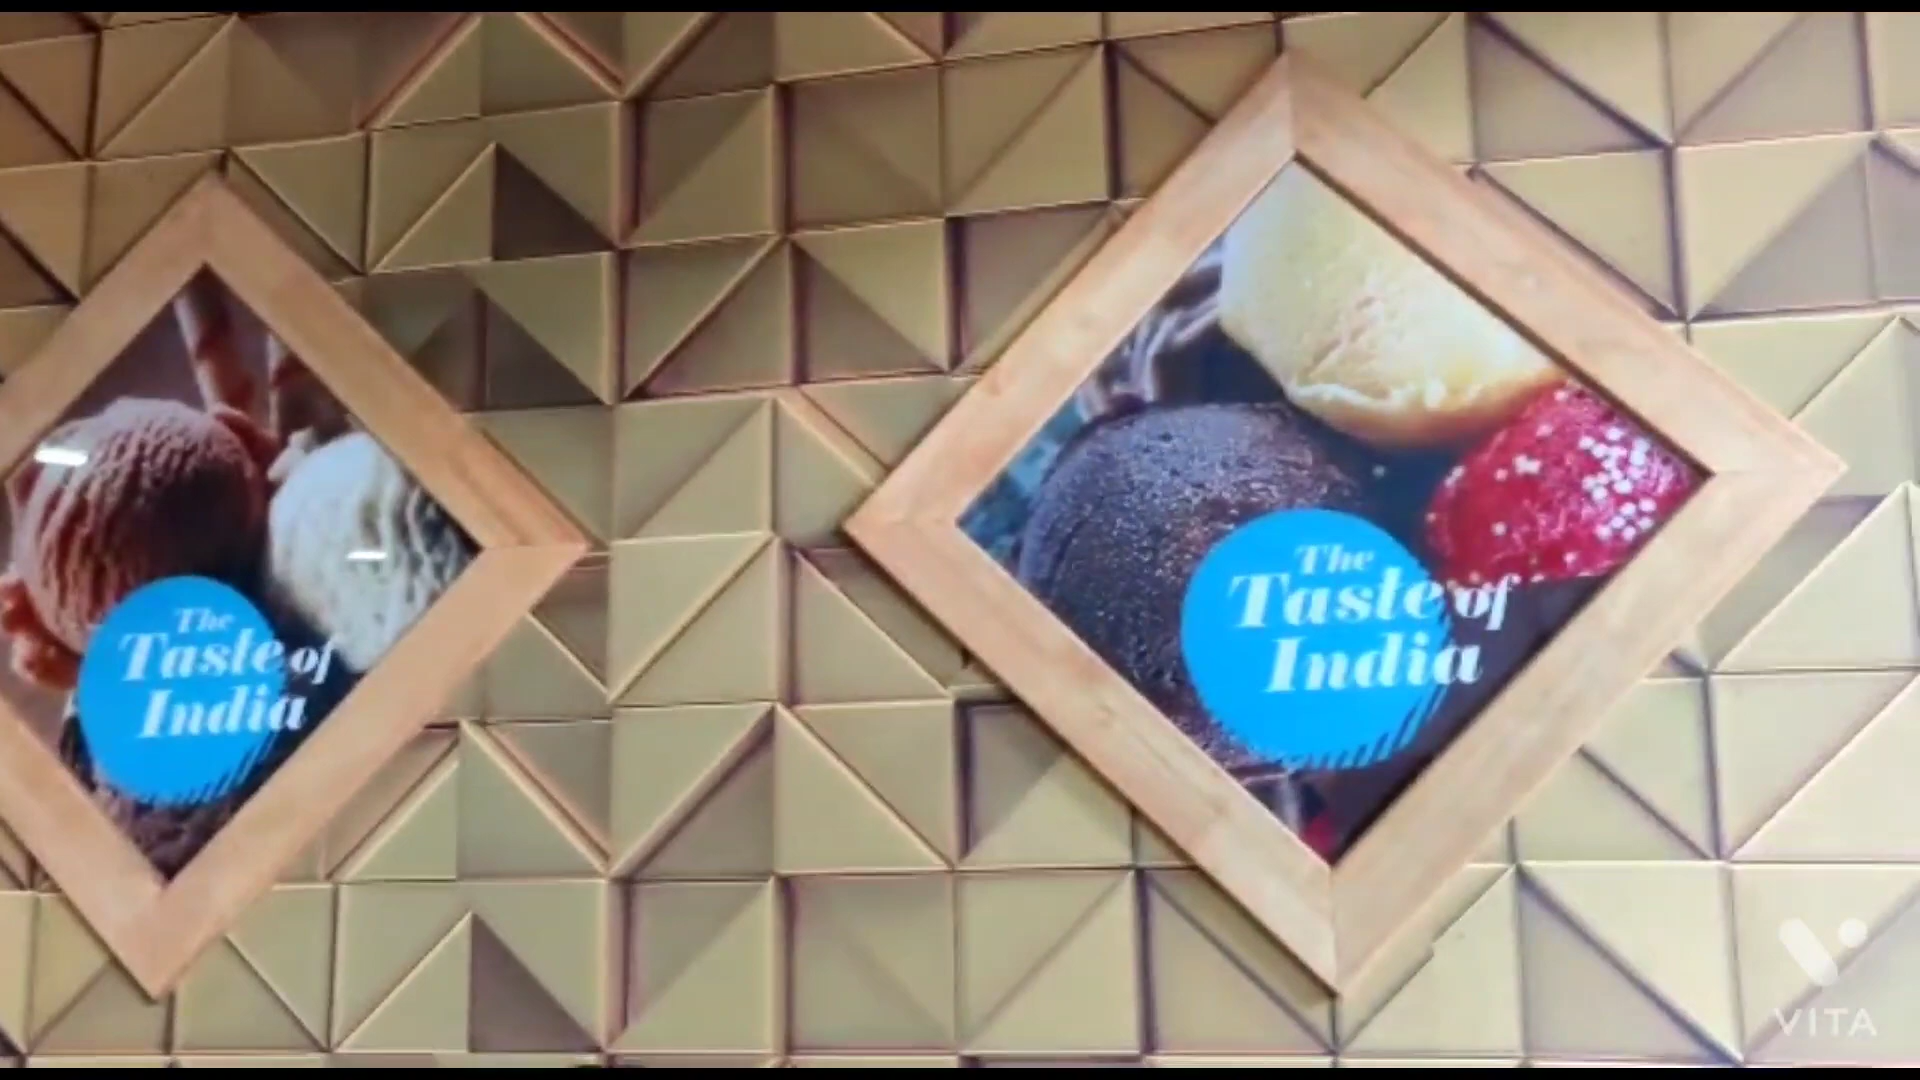 The
Taste of
India
The
Taste of
India
VITA